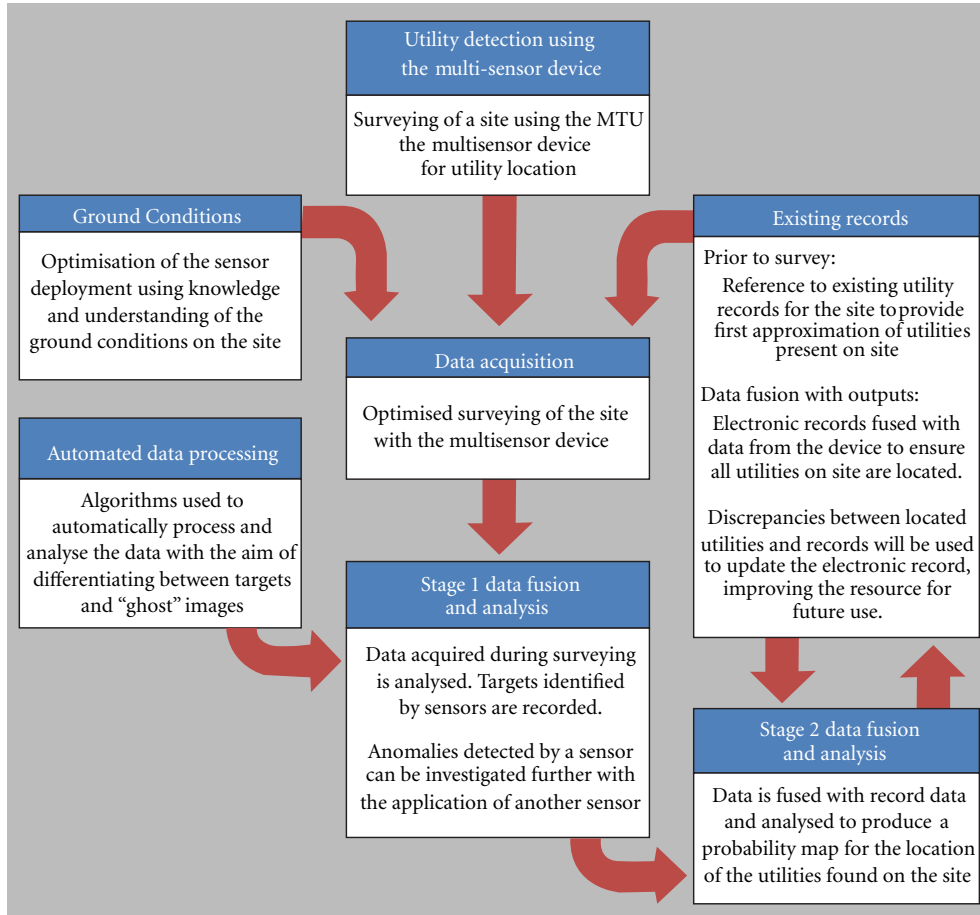 Utility detection using
the multi-sensor device
Surveying of a site using the MTU
the multisensor device
for utility location
Ground Conditions
Optimisation of the sensor
deployment using knowledge
and understanding of the
ground conditions on the site
Existing records
Prior to survey:
Reference to existing utility
records for the site toprovide
first approximation of utilities
present on site
Data fusion with outputs:
Electronic records fused with
data from the device to ensure
all utilities on site are located.
Discrepancies between located
utilities and records will be used
to update the electronic record,
improving the resource for
future use.
Data acquisition
Optimised surveying of the site
with the multisensor device
Automated data processing
Algorithms used to
automatically process and
analyse the data with the aim of
differentiating between targets
and “ghost” images
Stage 1 data fusion
and analysis
Data acquired during surveying
is analysed. Targets identified
by sensors are recorded.
Anomalies detected by a sensor
can be investigated further with
the application of another sensor
Stage 2 data fusion
and analysis
Data is fused with record data
and analysed to produce a
probability map for the location
of the utilities found on the site